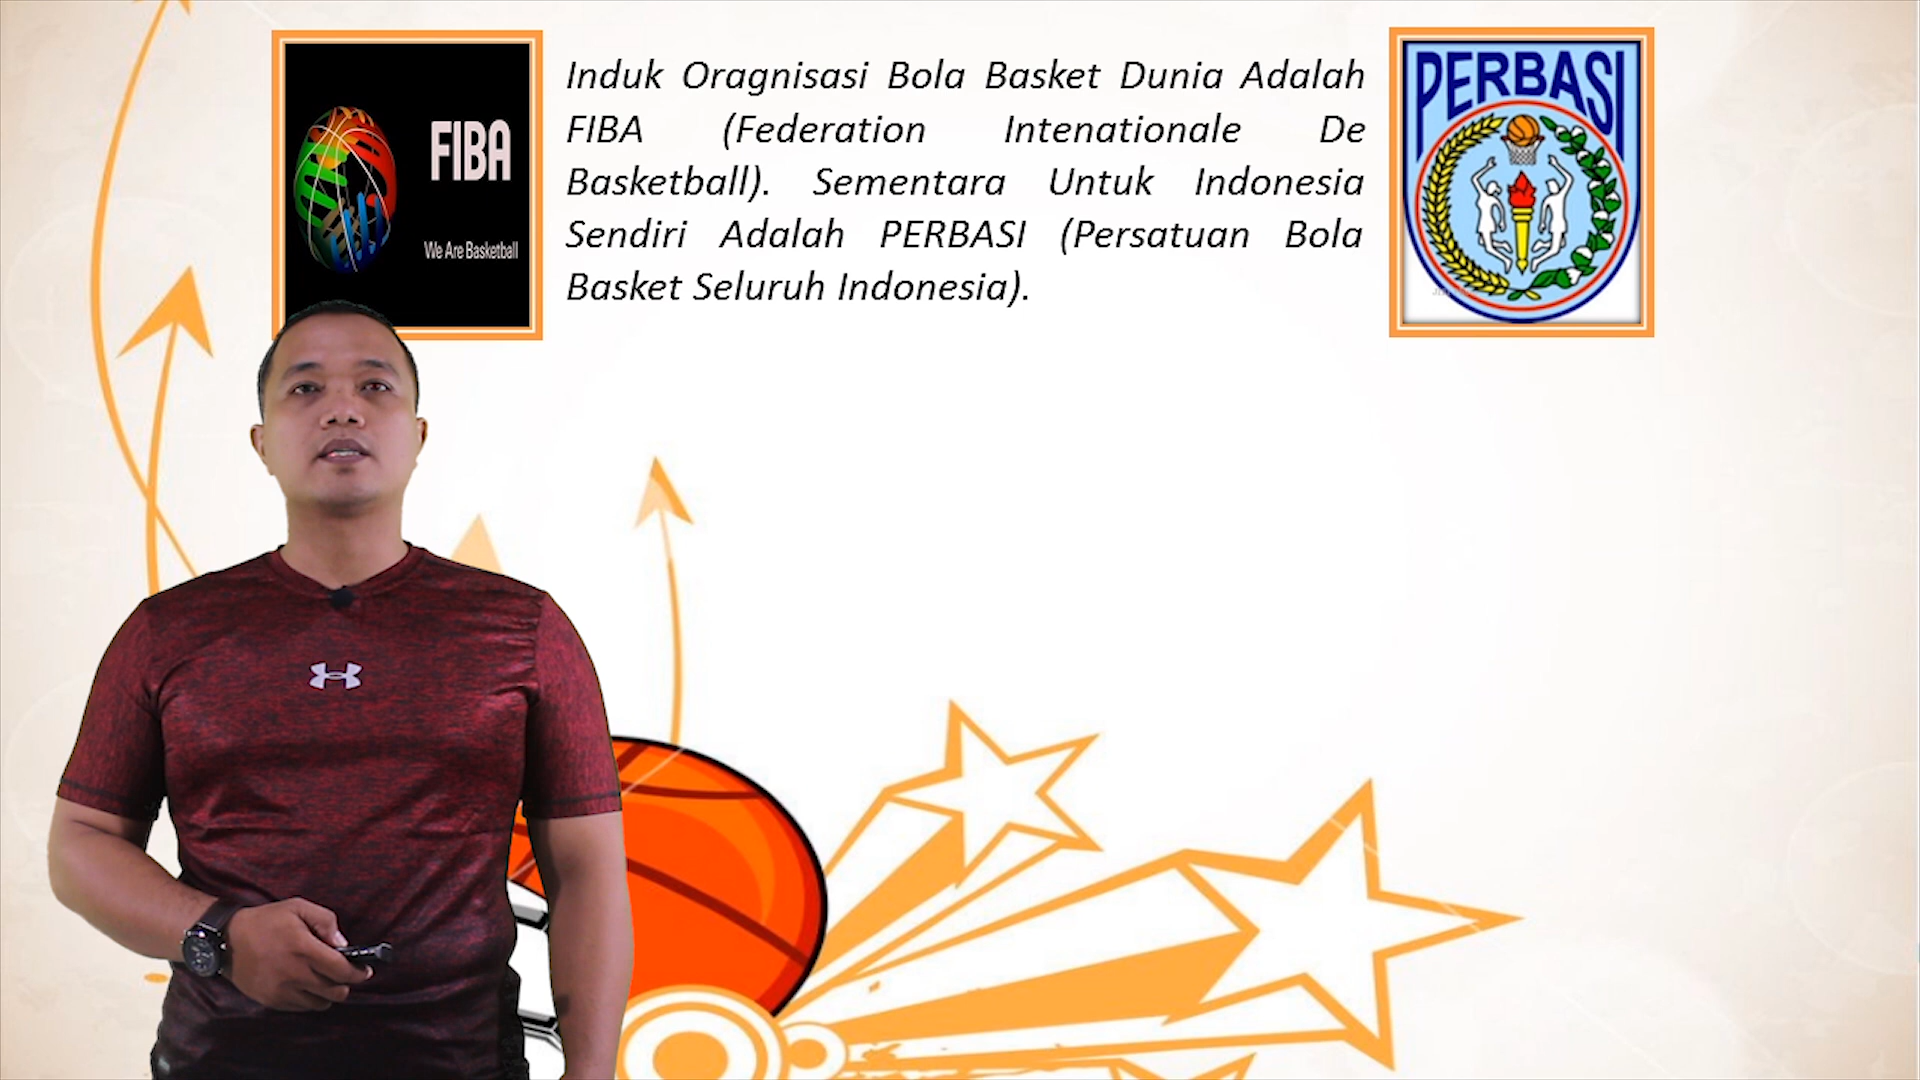 FIBA
We Are Basketball
Induk Oragnisasi Bola Basket Dunia Adalah
FIBA (Federation Intenationale De
Basketball). Sementara Untuk Indonesia
Sendiri Adalah PERBASI (Persatuan Bola
Basket Seluruh Indonesia).
PERBASI